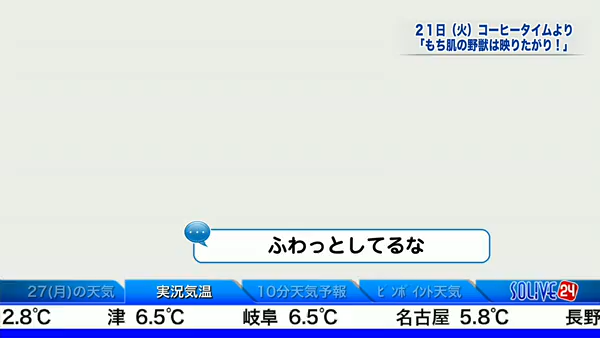 21日（火）コーヒータイムより
「もち肌の野獣は映りたがり！」
ふわっとしてるな
27(月)の天気 実況気温 10分天気予報 ﾋﾟﾝﾎﾟｲﾝﾄ天気 SOLiVE24
2.8℃ 津 6.5℃ 岐阜 6.5℃ 名古屋 5.8℃ 長野